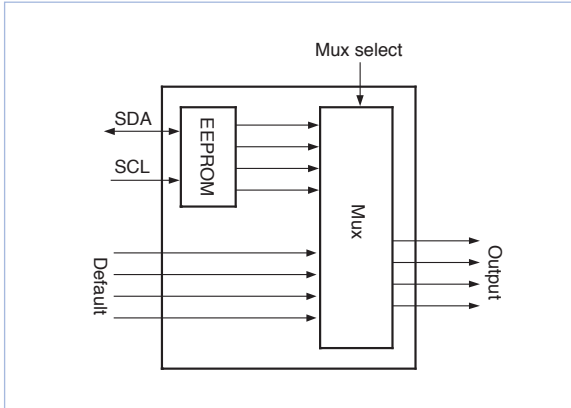 Mux select
SDA
SCL
EEPROM
Mux
Default
Output